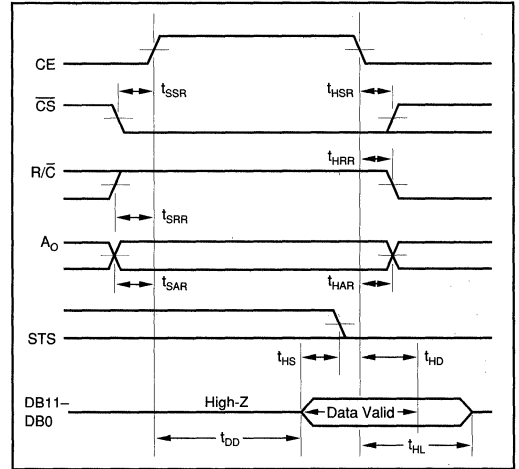 CE
t_SSR
t_HSR
CS
t_HRR
R/C
t_SRR
A_O
t_SAR
t_HAR
STS
t_HS
t_HD
DB11–
DB0
High-Z
Data Valid
t_DD
t_HL